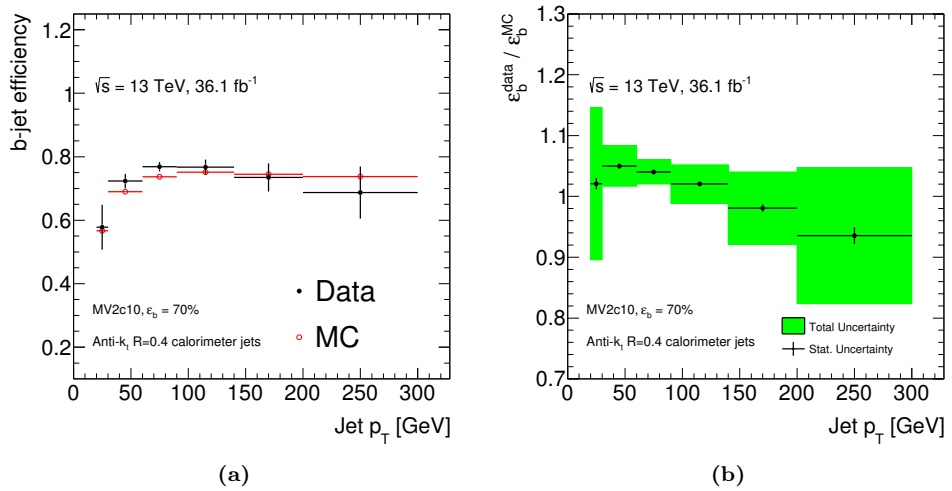 b-jet efficiency
1.2
1
0.8
0.6
0.4
0.2
√s = 13 TeV, 36.1 fb⁻¹
Data
MC
MV2c10, ε_b = 70%
Anti-k_t R=0.4 calorimeter jets
0 50 100 150 200 250 300
Jet p_T [GeV]
(a)
ε_b^data / ε_b^MC
1.3
1.2
1.1
1
0.9
0.8
0.7
√s = 13 TeV, 36.1 fb⁻¹
MV2c10, ε_b = 70%
Anti-k_t R=0.4 calorimeter jets
Total Uncertainty
Stat. Uncertainty
0 50 100 150 200 250 300
Jet p_T [GeV]
(b)